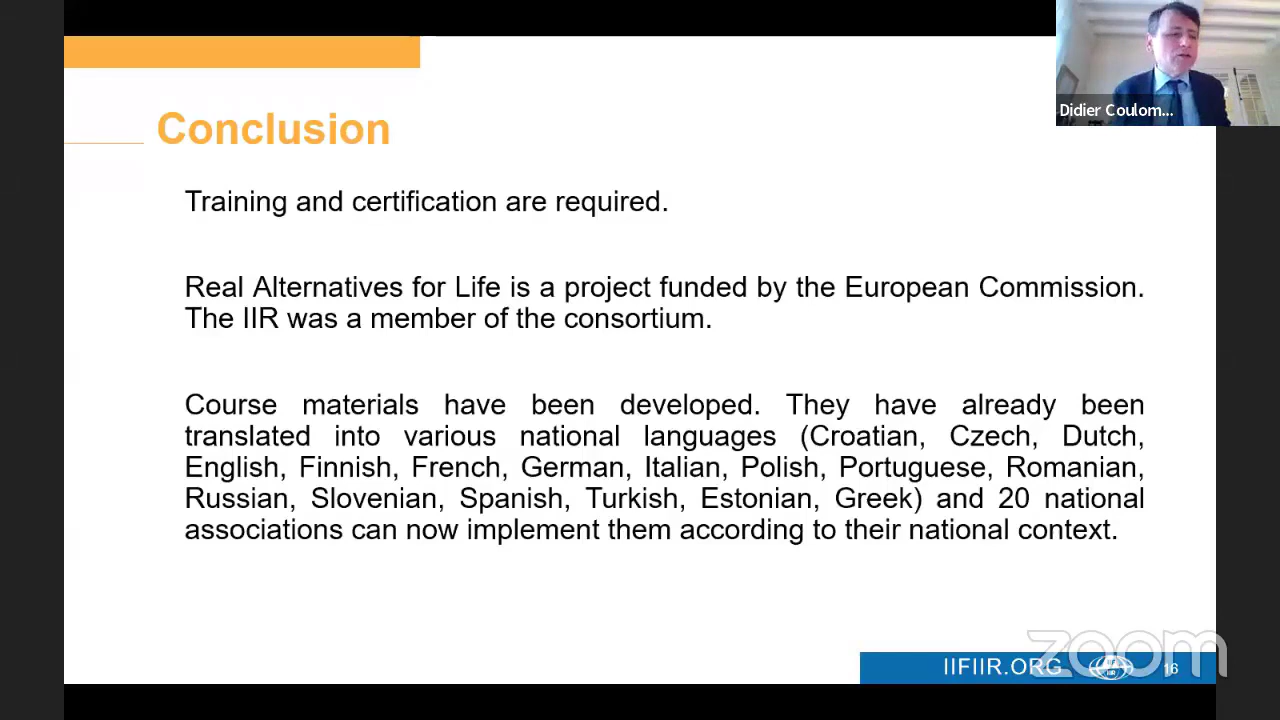 Didier Coulom...
Conclusion
Training and certification are required.
Real Alternatives for Life is a project funded by the European Commission.
The IIR was a member of the consortium.
Course materials have been developed. They have already been
translated into various national languages (Croatian, Czech, Dutch,
English, Finnish, French, German, Italian, Polish, Portuguese, Romanian,
Russian, Slovenian, Spanish, Turkish, Estonian, Greek) and 20 national
associations can now implement them according to their national context.
IIFIIR.ORG
IIF
IIR
16
zoom